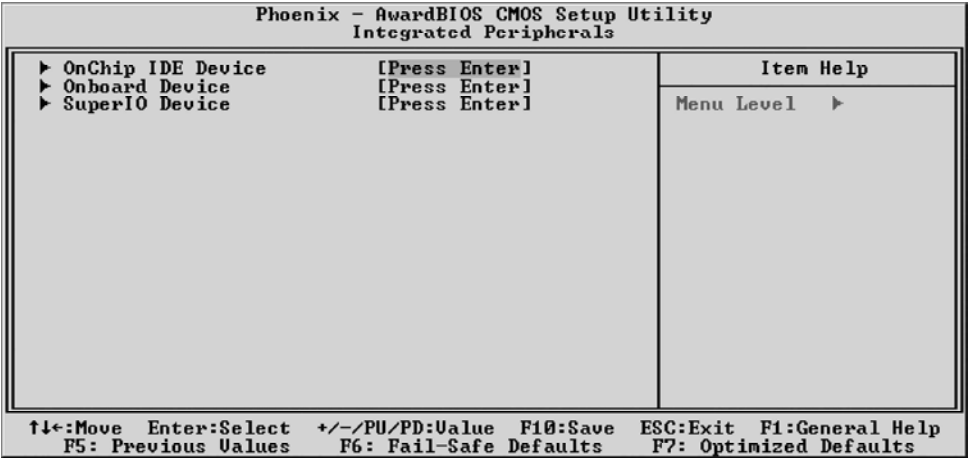 Phoenix - AwardBIOS CMOS Setup Utility
Integrated Peripherals
▶ OnChip IDE Device [Press Enter]
▶ Onboard Device [Press Enter]
▶ SuperIO Device [Press Enter]
Item Help
Menu Level ▶
↑↓←:Move Enter:Select +/-/PU/PD:Value F10:Save ESC:Exit F1:General Help
F5: Previous Values F6: Fail-Safe Defaults F7: Optimized Defaults